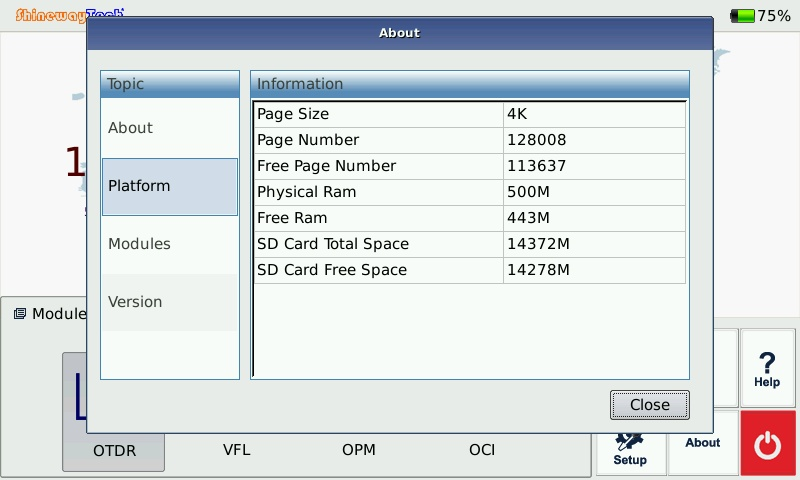 ShinewayTech
75%
About
Topic
Information
About
Platform
Modules
Version
Page Size 4K
Page Number 128008
Free Page Number 113637
Physical Ram 500M
Free Ram 443M
SD Card Total Space 14372M
SD Card Free Space 14278M
1
Module
Close
?
Help
OTDR
VFL
OPM
OCI
Setup
About